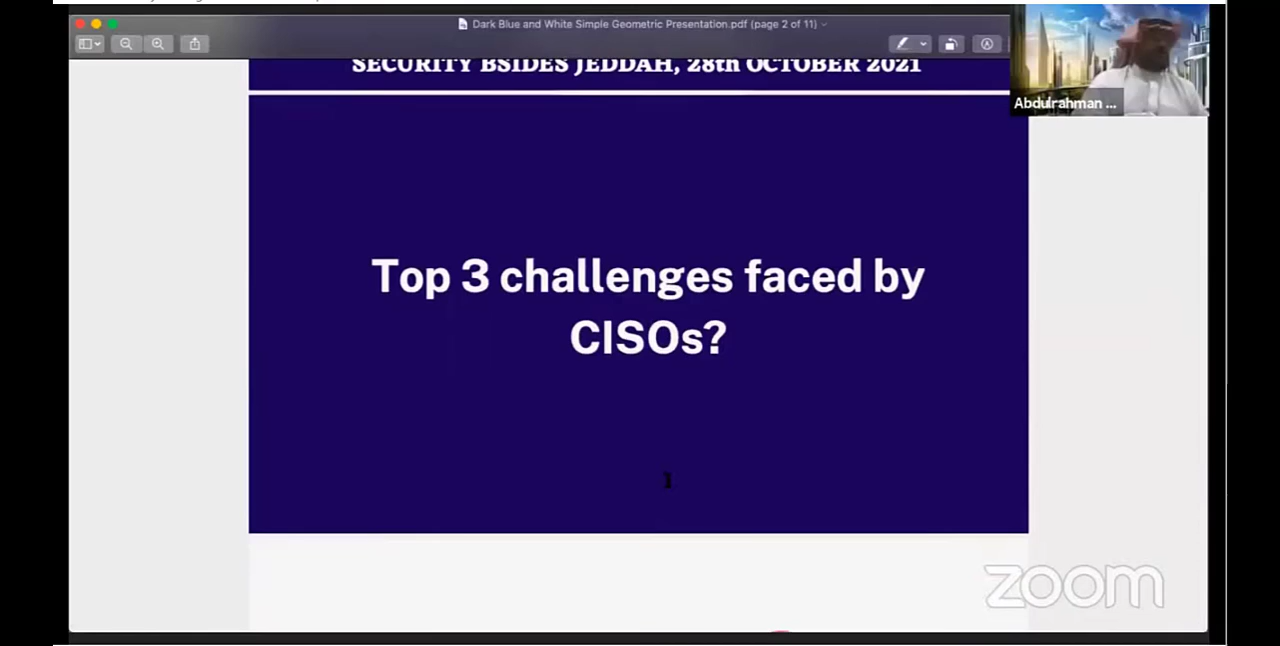 Dark Blue and White Simple Geometric Presentation.pdf (page 2 of 11)
SECURITY BSIDES JEDDAH, 28th OCTOBER 2021
Abdulrahman ...
Top 3 challenges faced by
CISOs?
1
zoom